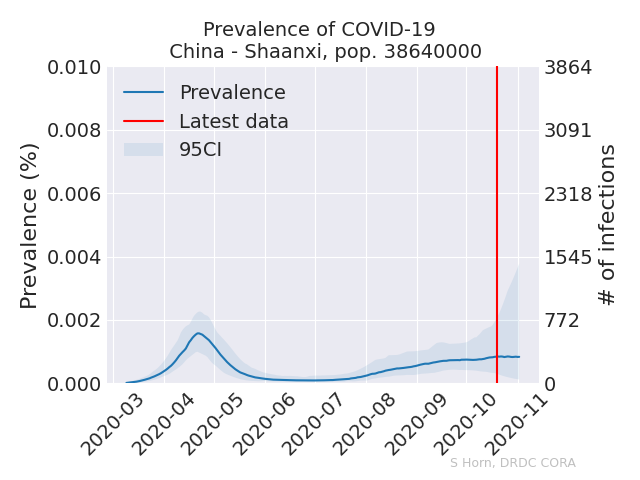 Prevalence of COVID-19
China - Shaanxi, pop. 38640000
Prevalence
Latest data
95CI
Prevalence (%)
0.010
0.008
0.006
0.004
0.002
0.000
3864
3091
2318
1545
772
0
# of infections
2020-03
2020-04
2020-05
2020-06
2020-07
2020-08
2020-09
2020-10
2020-11
S Horn, DRDC CORA